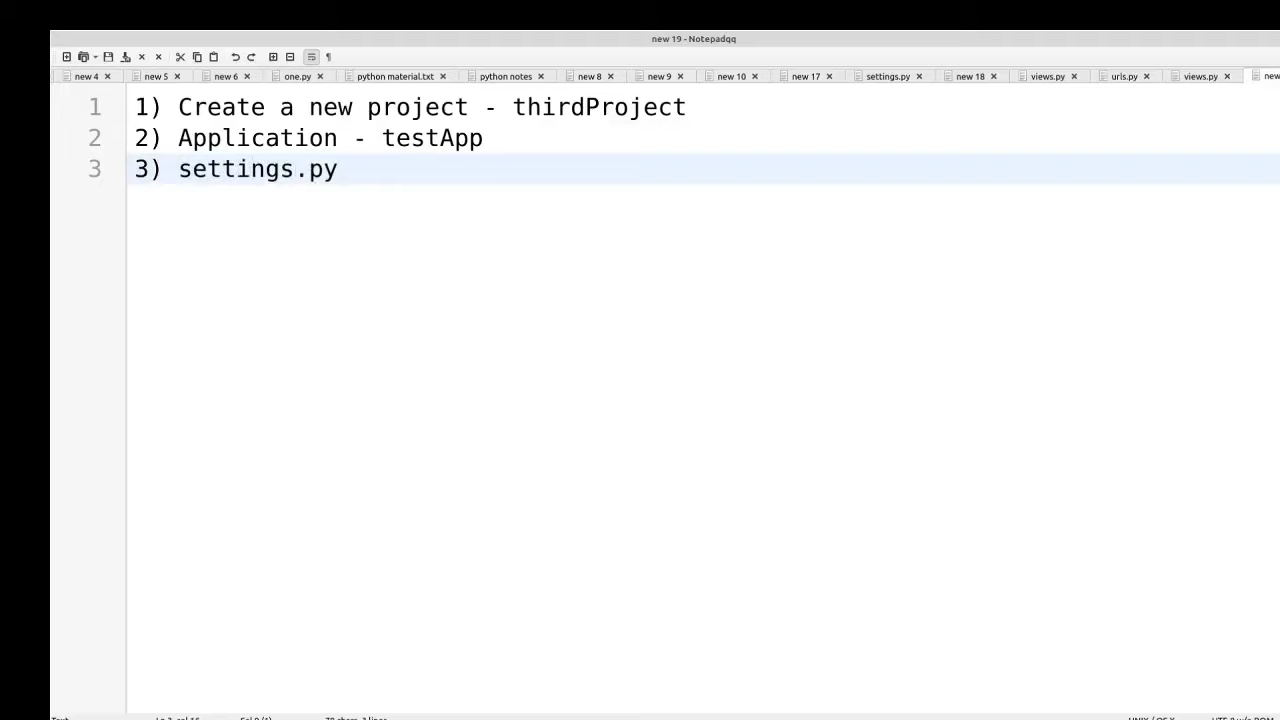 new 19 - Notepadqq
new 4 new 5 new 6 one.py python material.txt python notes new 8 new 9 new 10 new 17 settings.py new 18 views.py urls.py views.py new
1 1) Create a new project - thirdProject
2 2) Application - testApp
3 3) settings.py